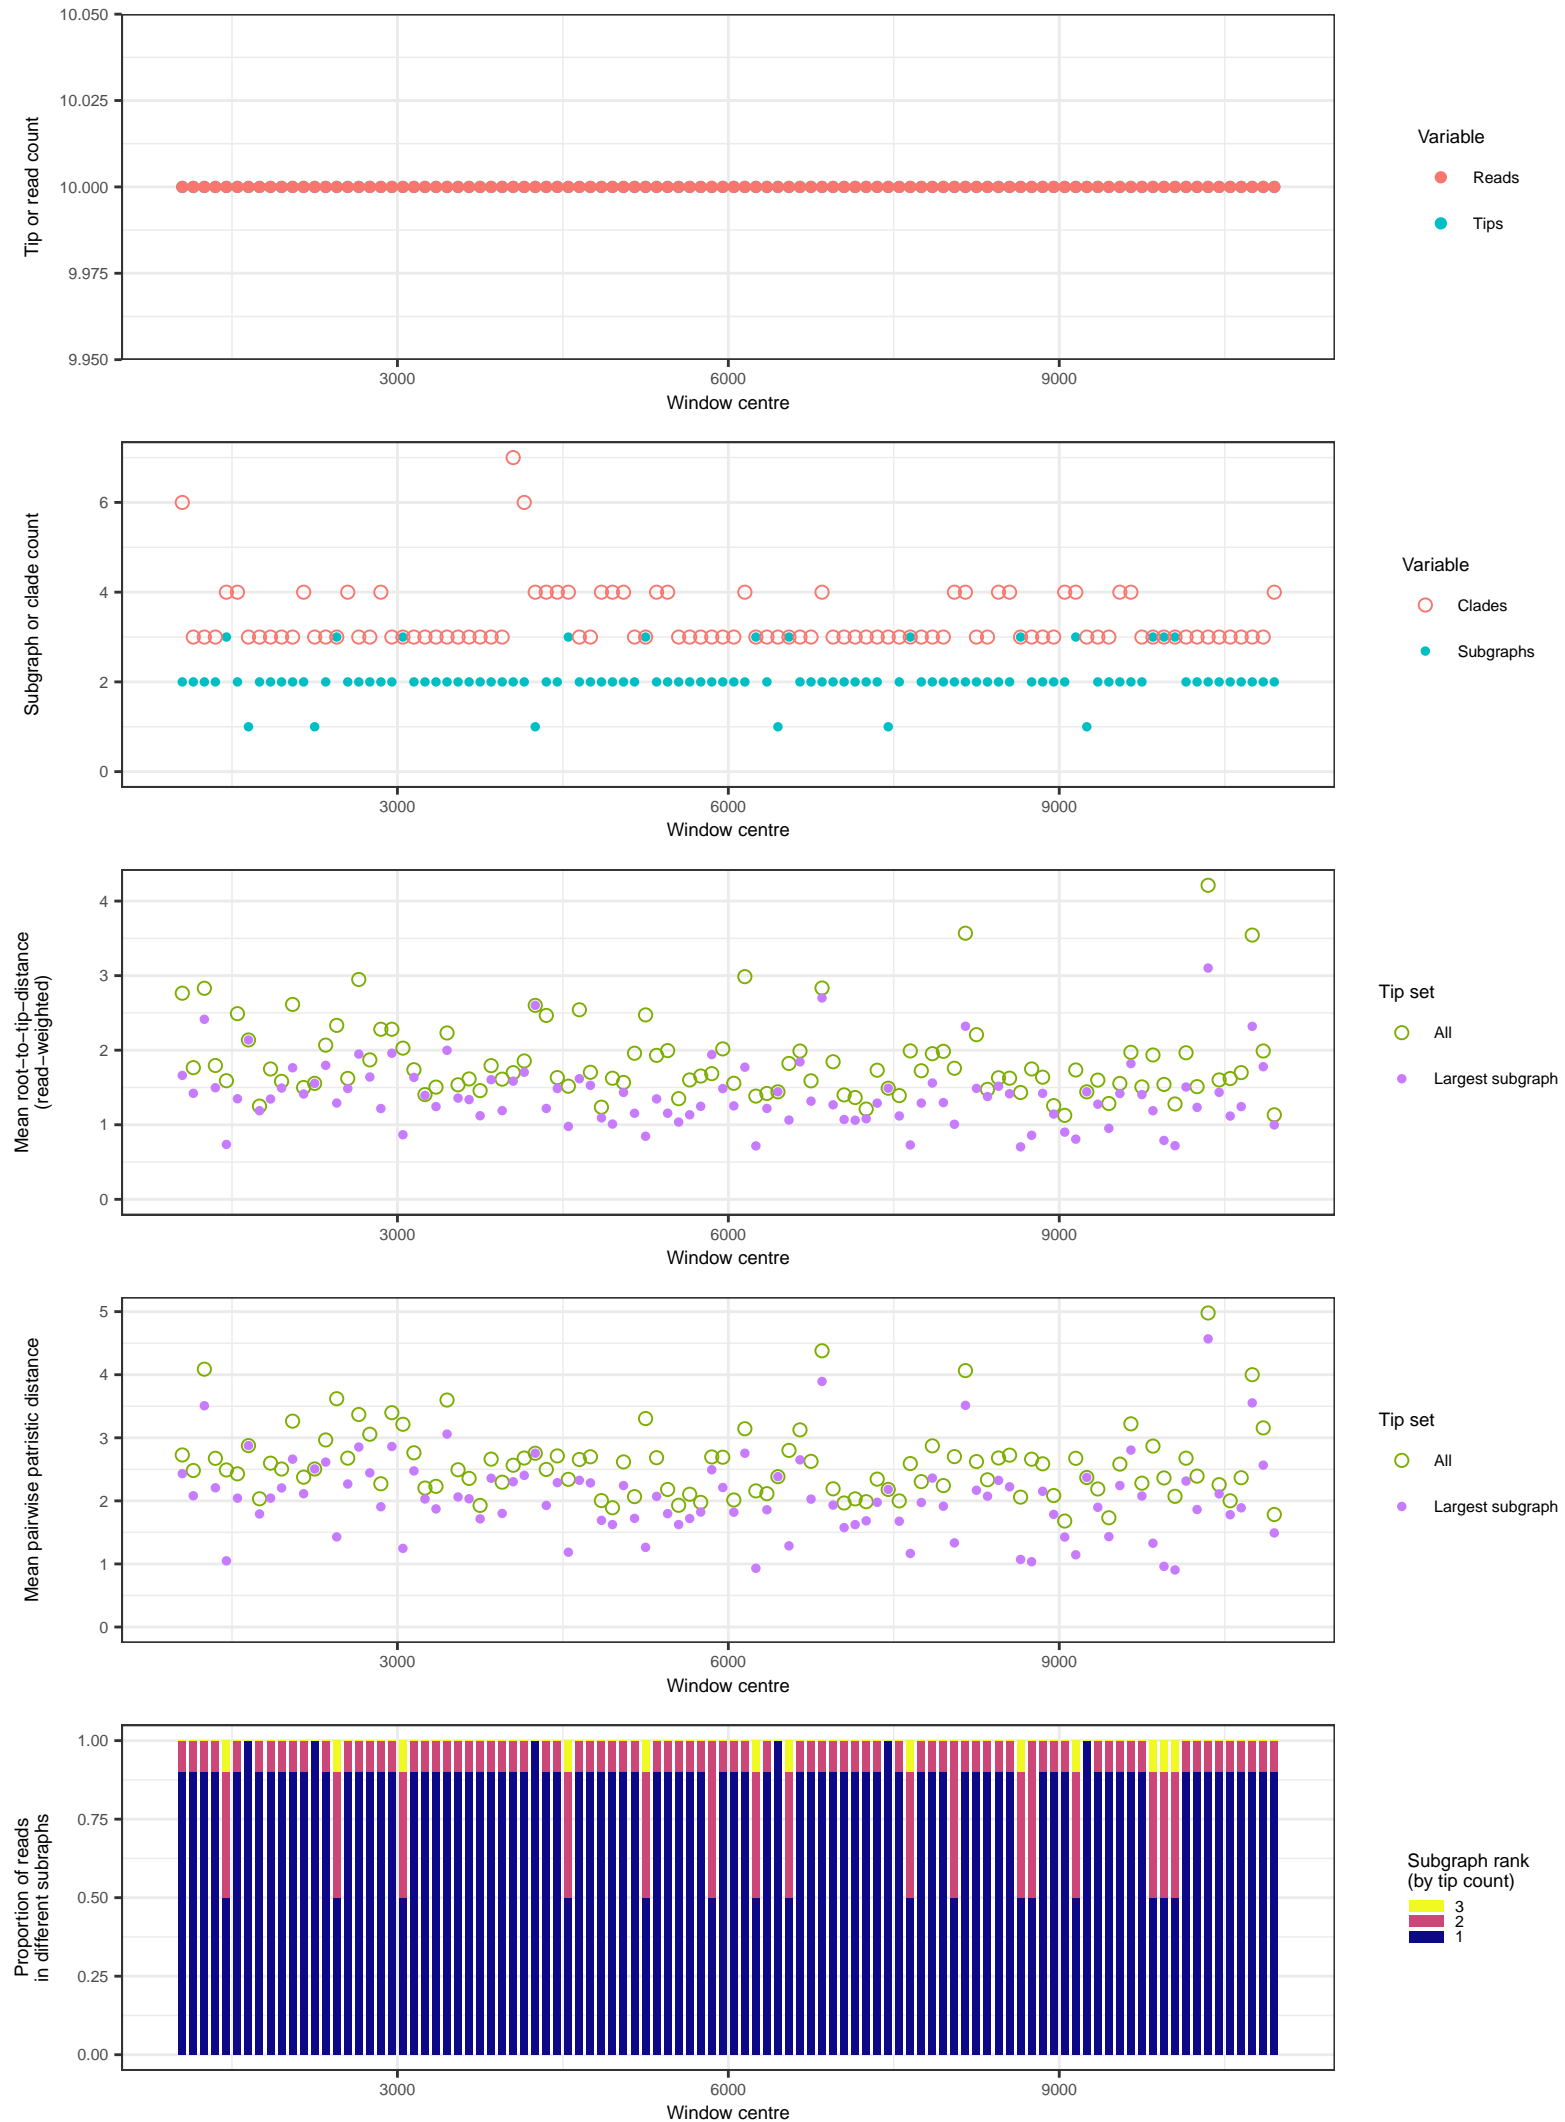 10.050
10.025
10.000
9.975
9.950
Tip or read count
3000
6000
9000
Window centre
Variable
Reads
Tips
6
4
2
0
Subgraph or clade count
3000
6000
9000
Window centre
Variable
Clades
Subgraphs
4
3
2
1
0
Mean root−to−tip−distance
(read−weighted)
3000
6000
9000
Window centre
Tip set
All
Largest subgraph
5
4
3
2
1
0
Mean pairwise patristic distance
3000
6000
9000
Window centre
Tip set
All
Largest subgraph
1.00
0.75
0.50
0.25
0.00
Proportion of reads
in different subraphs
3000
6000
9000
Window centre
Subgraph rank
(by tip count)
3
2
1